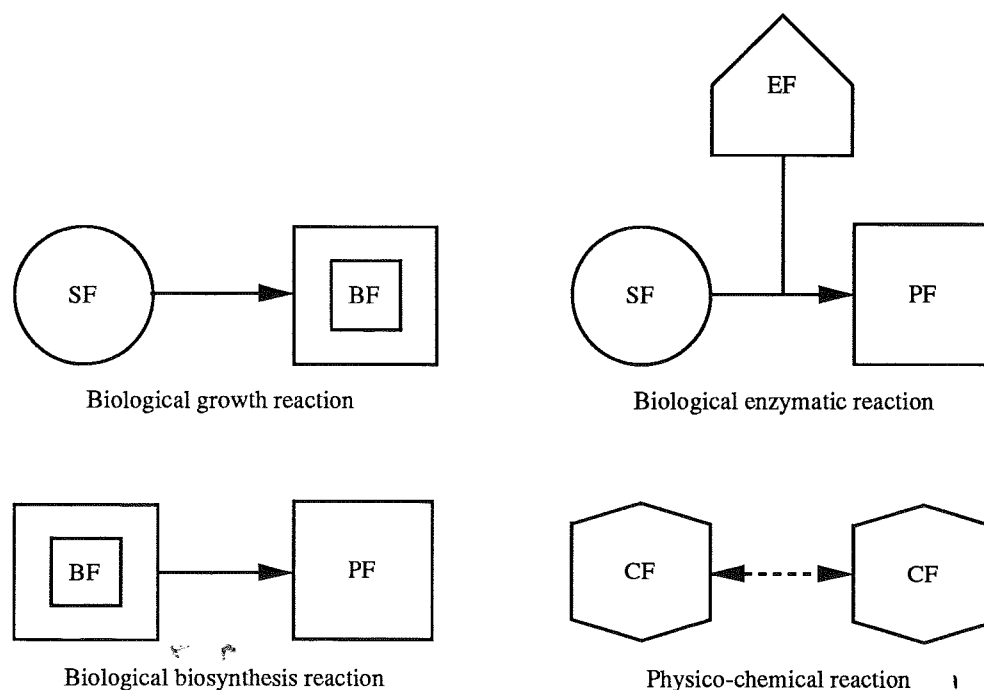 EF
SF
BF
Biological growth reaction
SF
PF
Biological enzymatic reaction
BF
PF
Biological biosynthesis reaction
CF
CF
Physico-chemical reaction